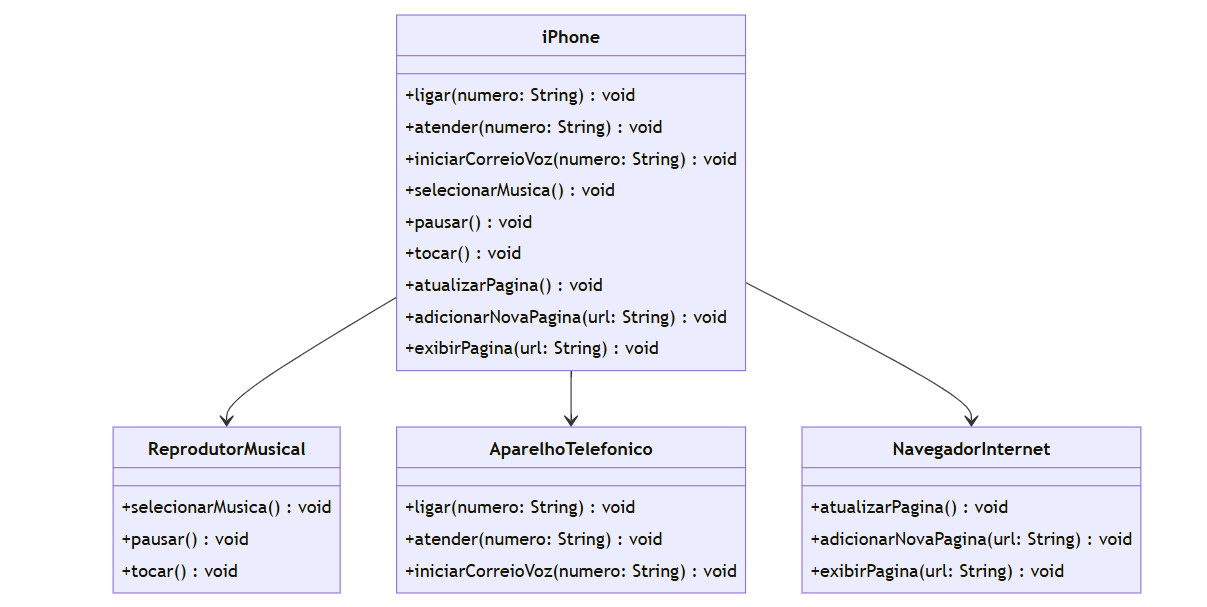 iPhone
+ligar(numero: String) : void
+atender(numero: String) : void
+iniciarCorreioVoz(numero: String) : void
+selecionarMusica() : void
+pausar() : void
+tocar() : void
+atualizarPagina() : void
+adicionarNovaPagina(url: String) : void
+exibirPagina(url: String) : void
ReprodutorMusical
+selecionarMusica() : void
+pausar() : void
+tocar() : void
AparelhoTelefonico
+ligar(numero: String) : void
+atender(numero: String) : void
+iniciarCorreioVoz(numero: String) : void
NavegadorInternet
+atualizarPagina() : void
+adicionarNovaPagina(url: String) : void
+exibirPagina(url: String) : void